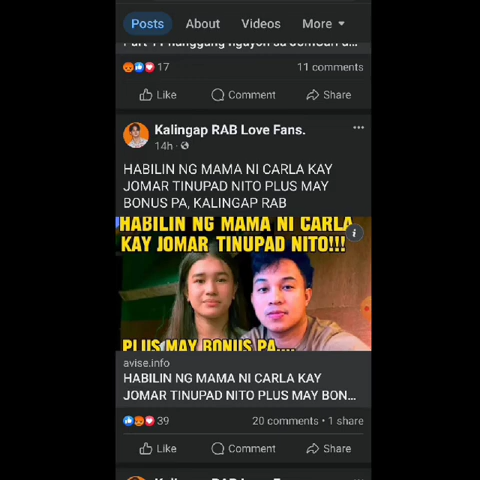 Posts About Videos More
17 11 comments
Like Comment Share
Kalingap RAB Love Fans.
14h
HABILIN NG MAMA NI CARLA KAY
JOMAR TINUPAD NITO PLUS MAY
BONUS PA, KALINGAP RAB
HABILIN NG MAMA NI CARLA
KAY JOMAR TINUPAD NITO!!!
PLUS MAY BONUS PA....
avise.info
HABILIN NG MAMA NI CARLA KAY
JOMAR TINUPAD NITO PLUS MAY BON...
39 20 comments • 1 share
Like Comment Share